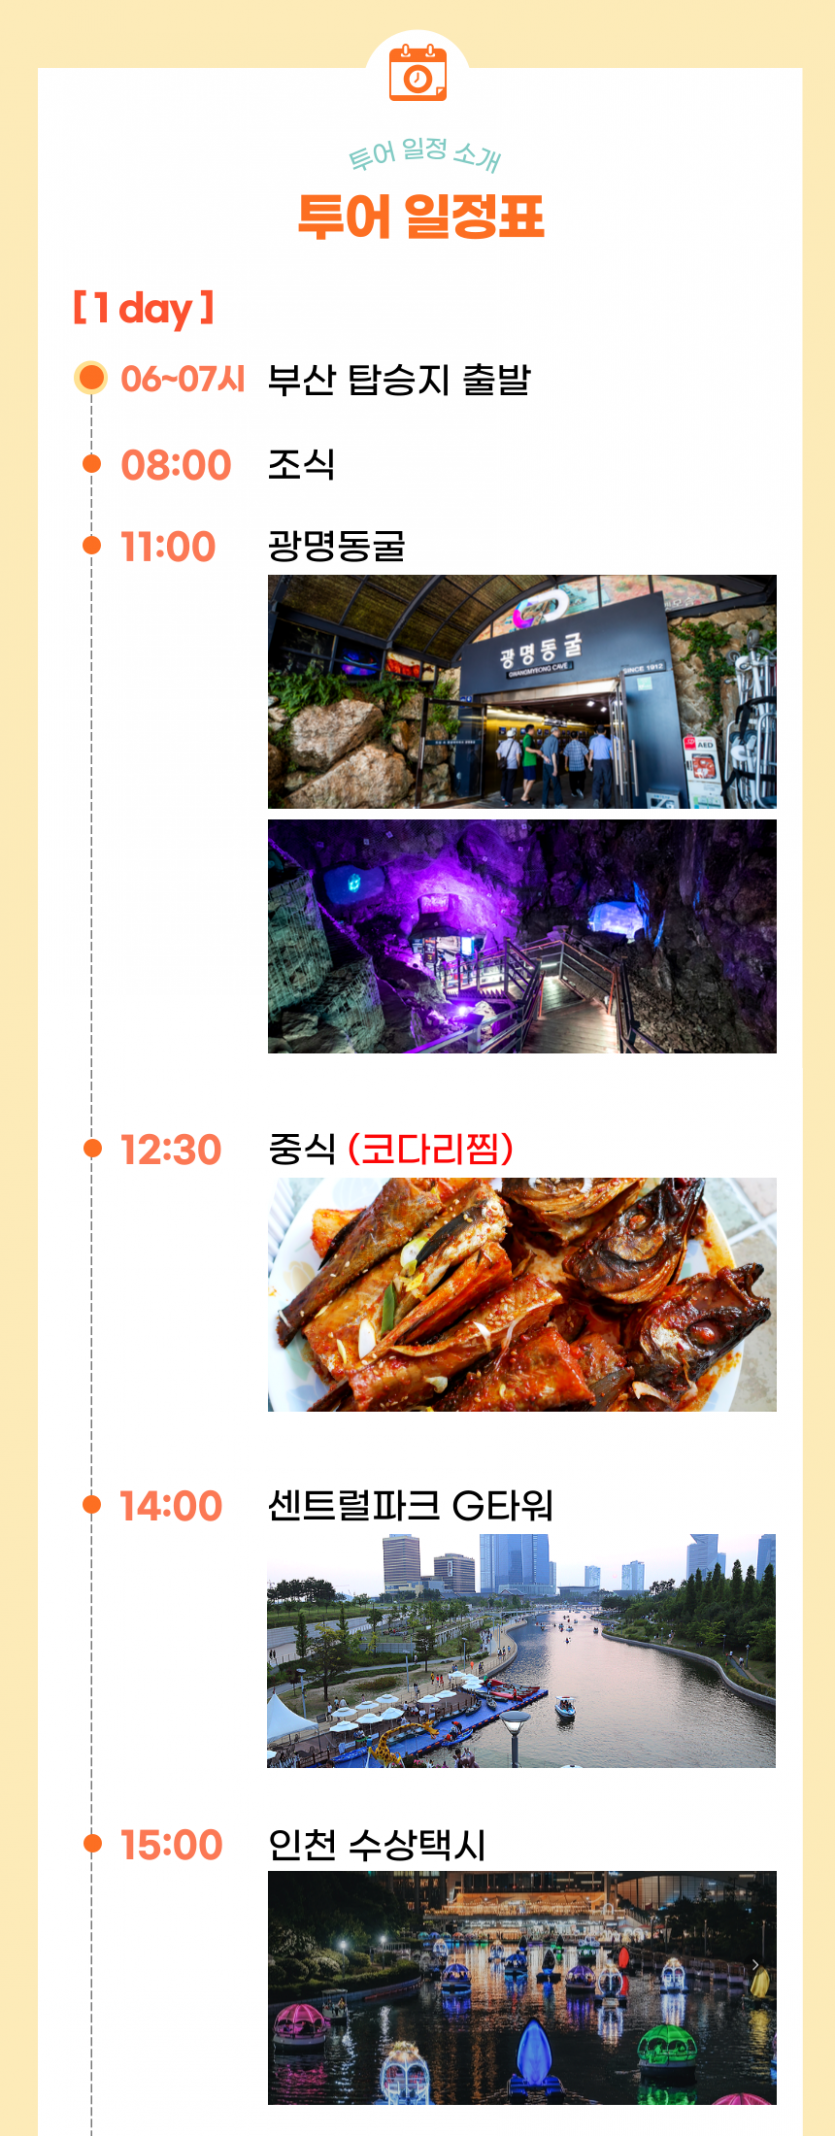 투어 일정 소개
투어 일정표
[ 1 day ]
06~07시 부산 탑승지 출발
08:00 조식
11:00 광명동굴
광명동굴
GWANGMYEONG CAVE
SINCE 1912
AED
12:30 중식 (코다리찜)
14:00 센트럴파크 G타워
15:00 인천 수상택시